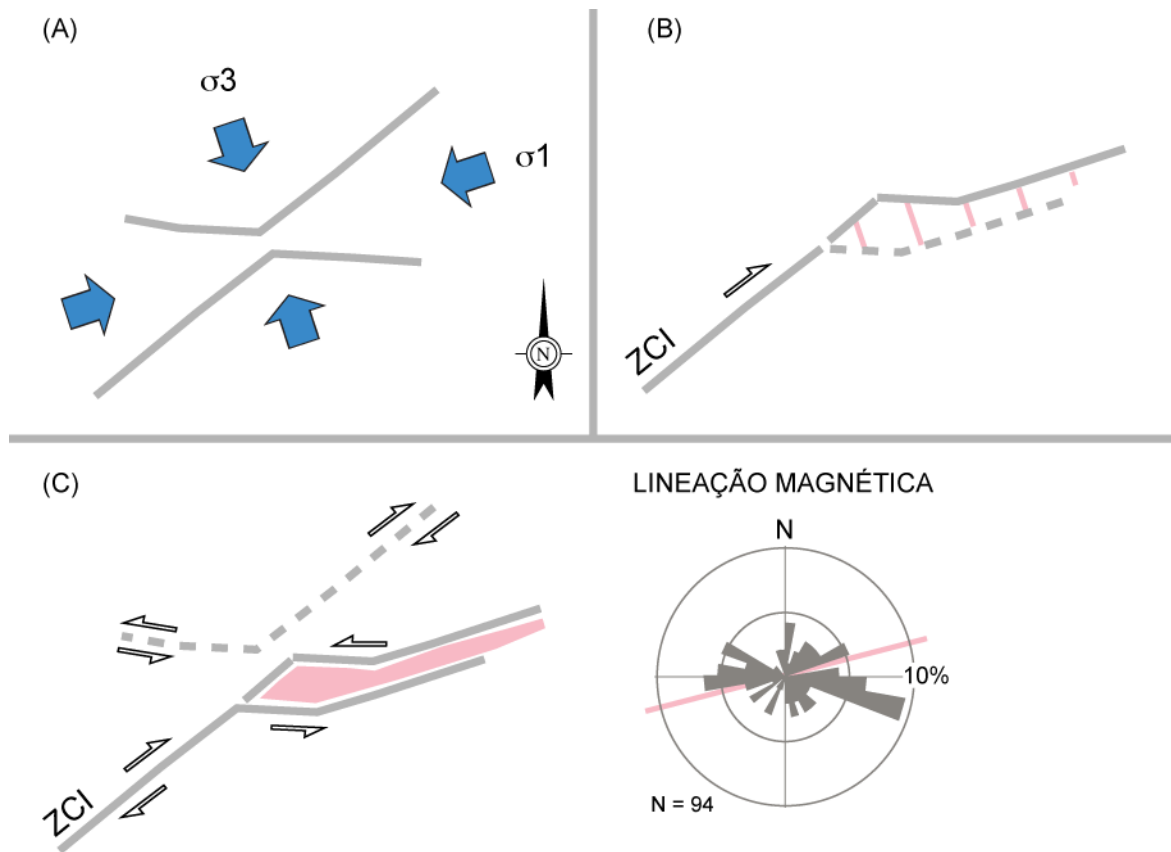 (A)
σ3
σ1
N
(B)
ZCI
(C)
ZCI
LINEAÇÃO MAGNÉTICA
N
10%
N = 94